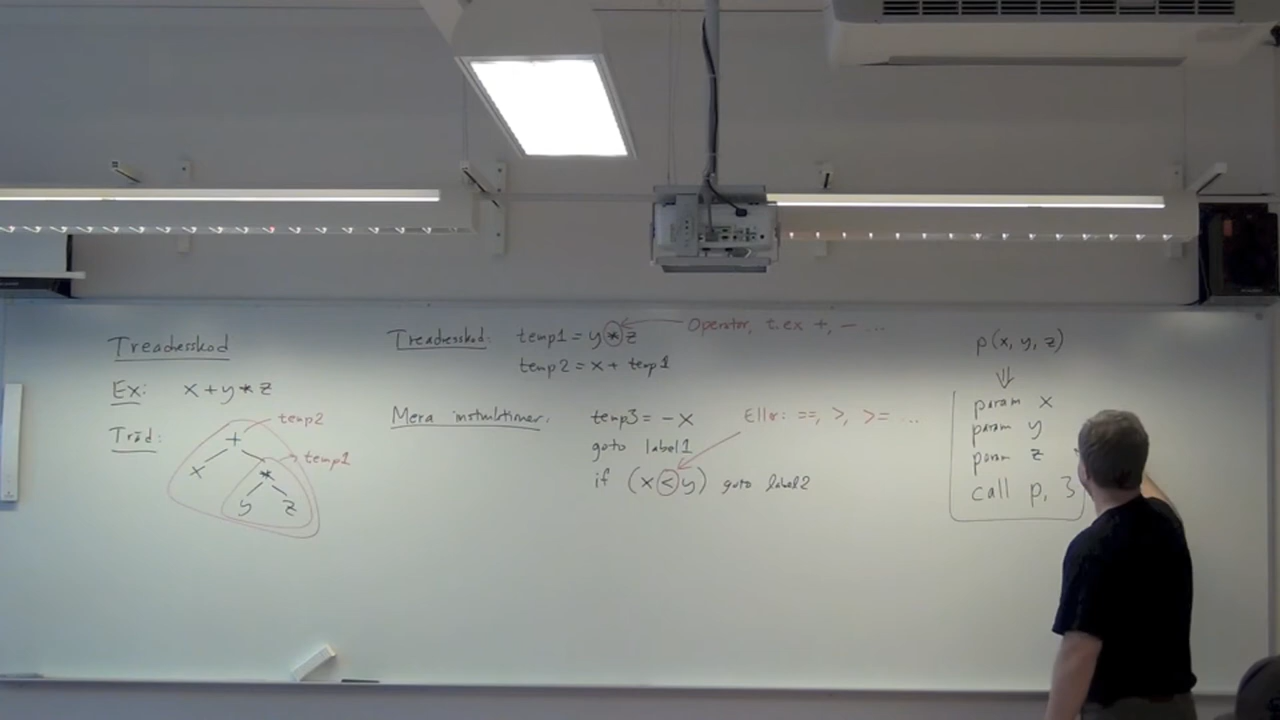 Treadresskod
Ex: x + y * z
Träd:
+
x *
y z
temp2
temp1
Treadresskod: temp1 = y * z
temp2 = x + temp1
Operator, t.ex +, - ...
Mera instruktioner: temp3 = -x
goto label1
if (x < y) goto label2
Eller: ==, >, >= ...
p(x, y, z)
⇓
param x
param y
param z
call p, 3